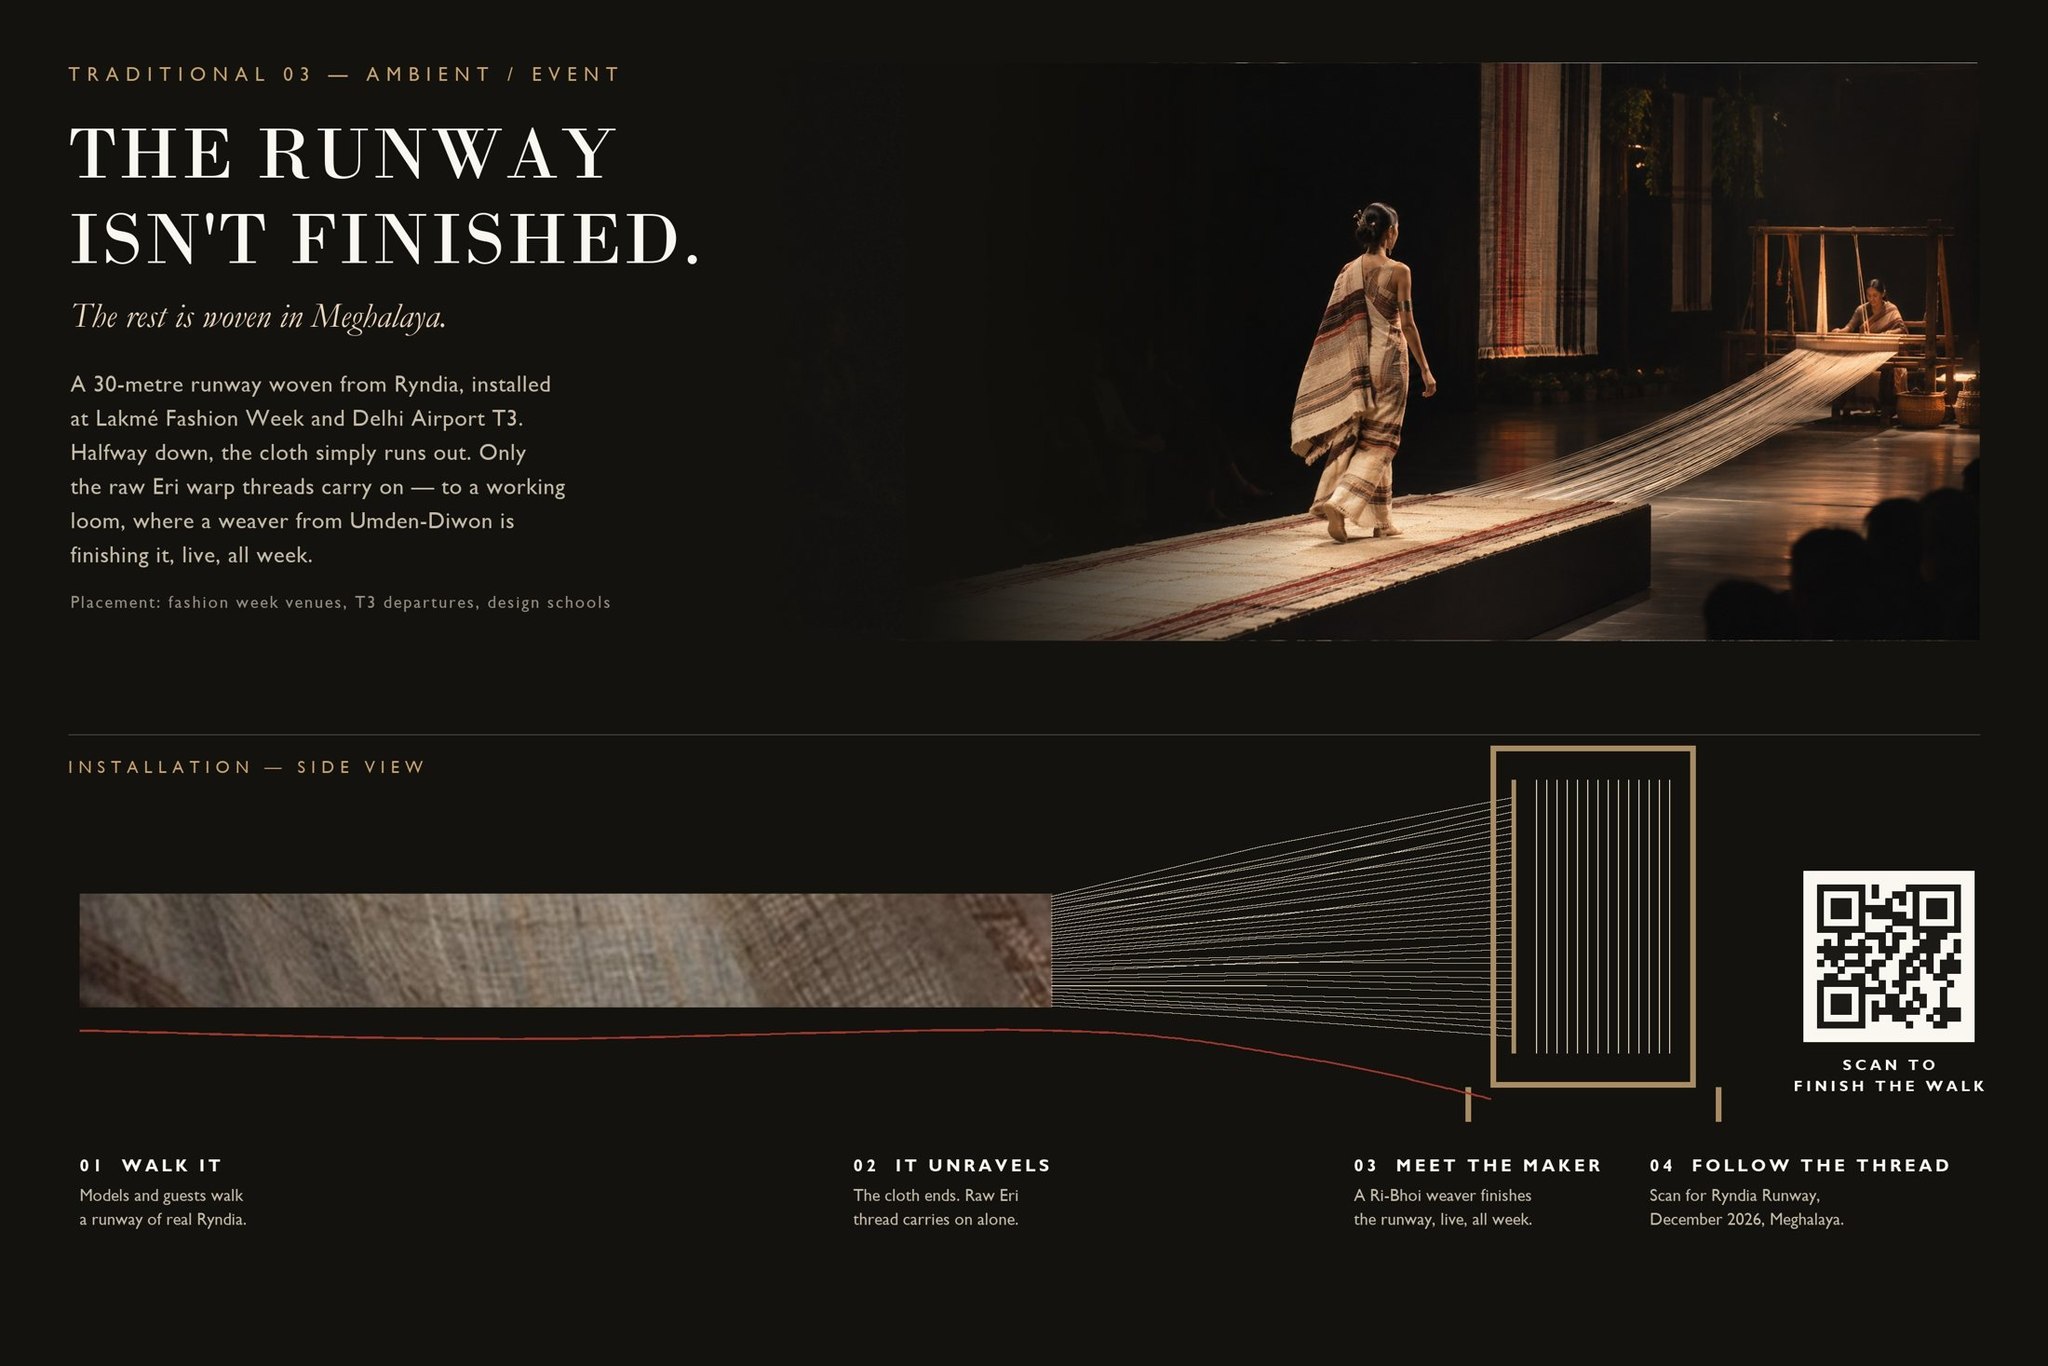 TRADITIONAL 03 — AMBIENT / EVENT
THE RUNWAY
ISN'T FINISHED.
The rest is woven in Meghalaya.
A 30-metre runway woven from Ryndia, installed
at Lakmé Fashion Week and Delhi Airport T3.
Halfway down, the cloth simply runs out. Only
the raw Eri warp threads carry on — to a working
loom, where a weaver from Umden-Diwon is
finishing it, live, all week.
Placement: fashion week venues, T3 departures, design schools
INSTALLATION — SIDE VIEW
SCAN TO
FINISH THE WALK
01 WALK IT
Models and guests walk
a runway of real Ryndia.
02 IT UNRAVELS
The cloth ends. Raw Eri
thread carries on alone.
03 MEET THE MAKER
A Ri-Bhoi weaver finishes
the runway, live, all week.
04 FOLLOW THE THREAD
Scan for Ryndia Runway,
December 2026, Meghalaya.